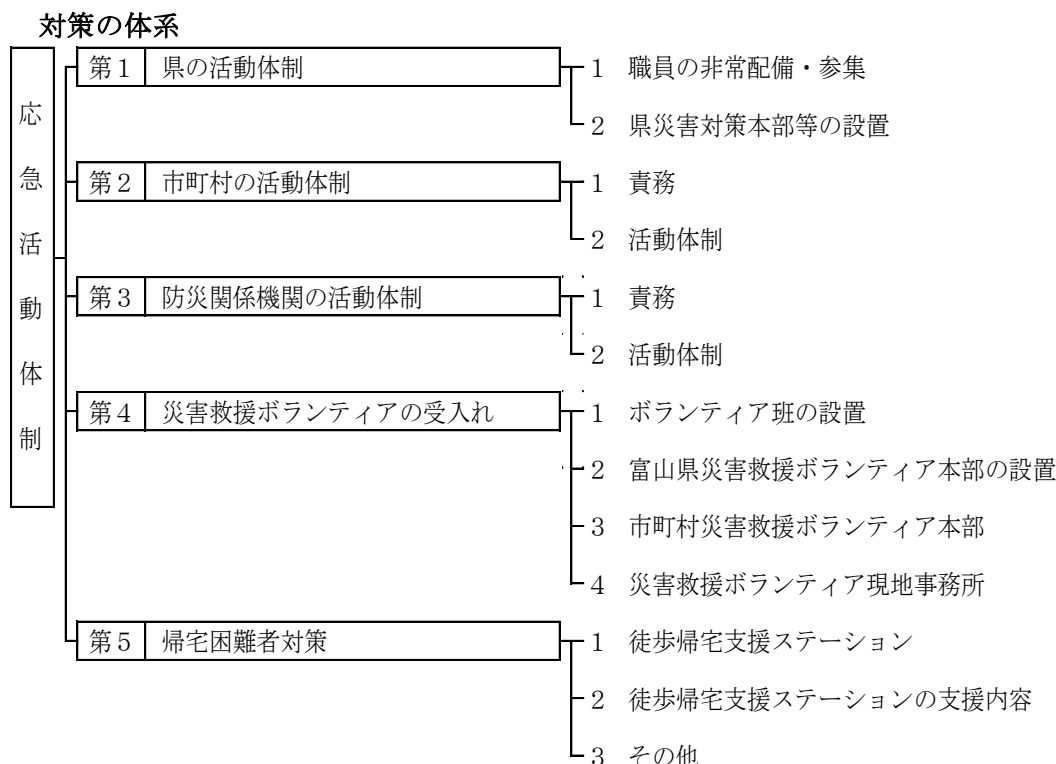 対策の体系
応急活動体制
第１ 県の活動体制
１ 職員の非常配備・参集
２ 県災害対策本部等の設置
第２ 市町村の活動体制
１ 責務
２ 活動体制
第３ 防災関係機関の活動体制
１ 責務
２ 活動体制
第４ 災害救援ボランティアの受入れ
１ ボランティア班の設置
２ 富山県災害救援ボランティア本部の設置
３ 市町村災害救援ボランティア本部
４ 災害救援ボランティア現地事務所
第５ 帰宅困難者対策
１ 徒歩帰宅支援ステーション
２ 徒歩帰宅支援ステーションの支援内容
３ その他